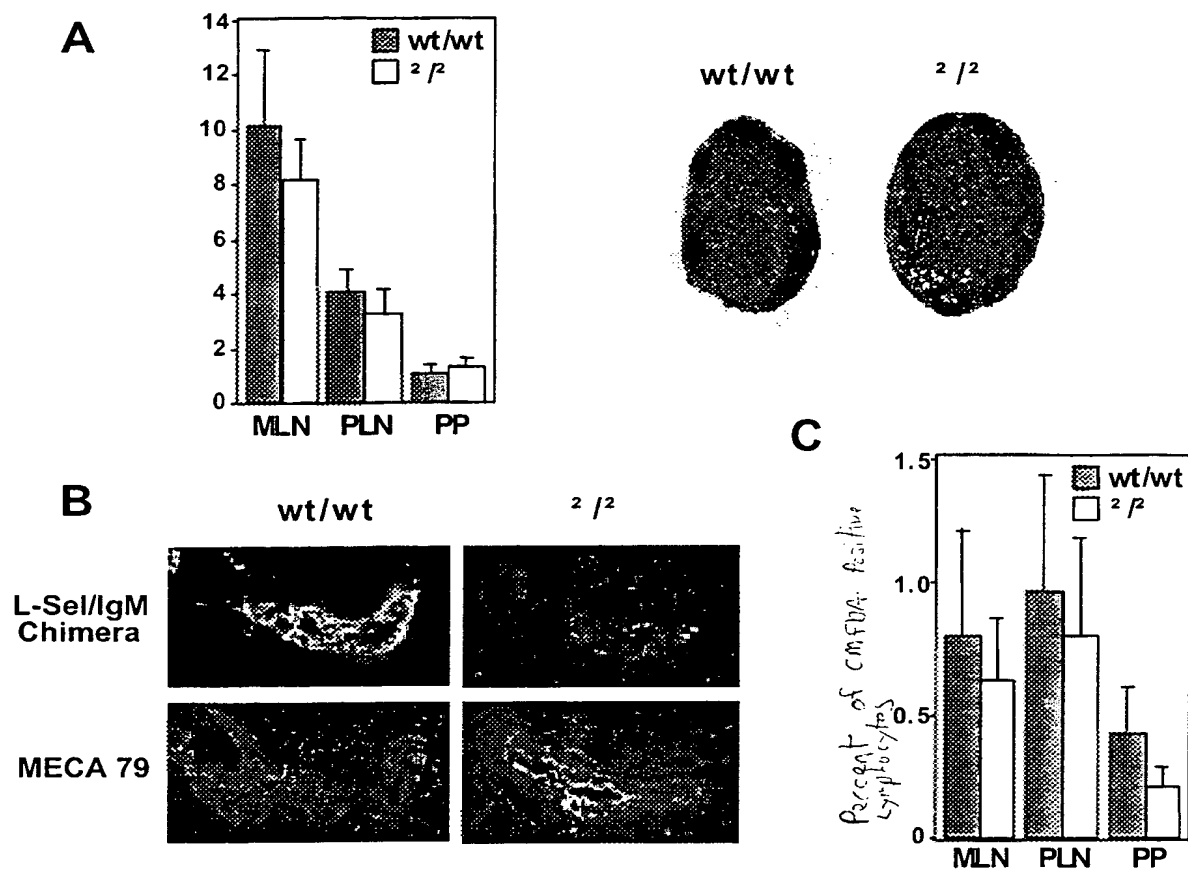 A
14
12
10
8
6
4
2
0
wt/wt
²/²
MLN PLN PP
wt/wt ²/²
B
wt/wt ²/²
L-Sel/IgM
Chimera
MECA 79
C
1.5
1.0
0.5
0
wt/wt
²/²
Percent of CMFDA Positive
Lymphocytes
MLN PLN PP